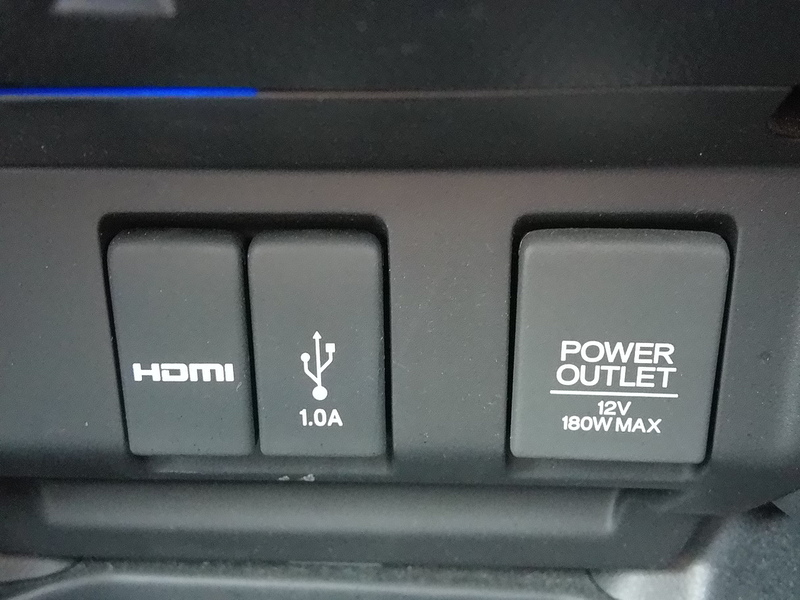 HDMI
1.0A
POWER
OUTLET
12V
180W MAX